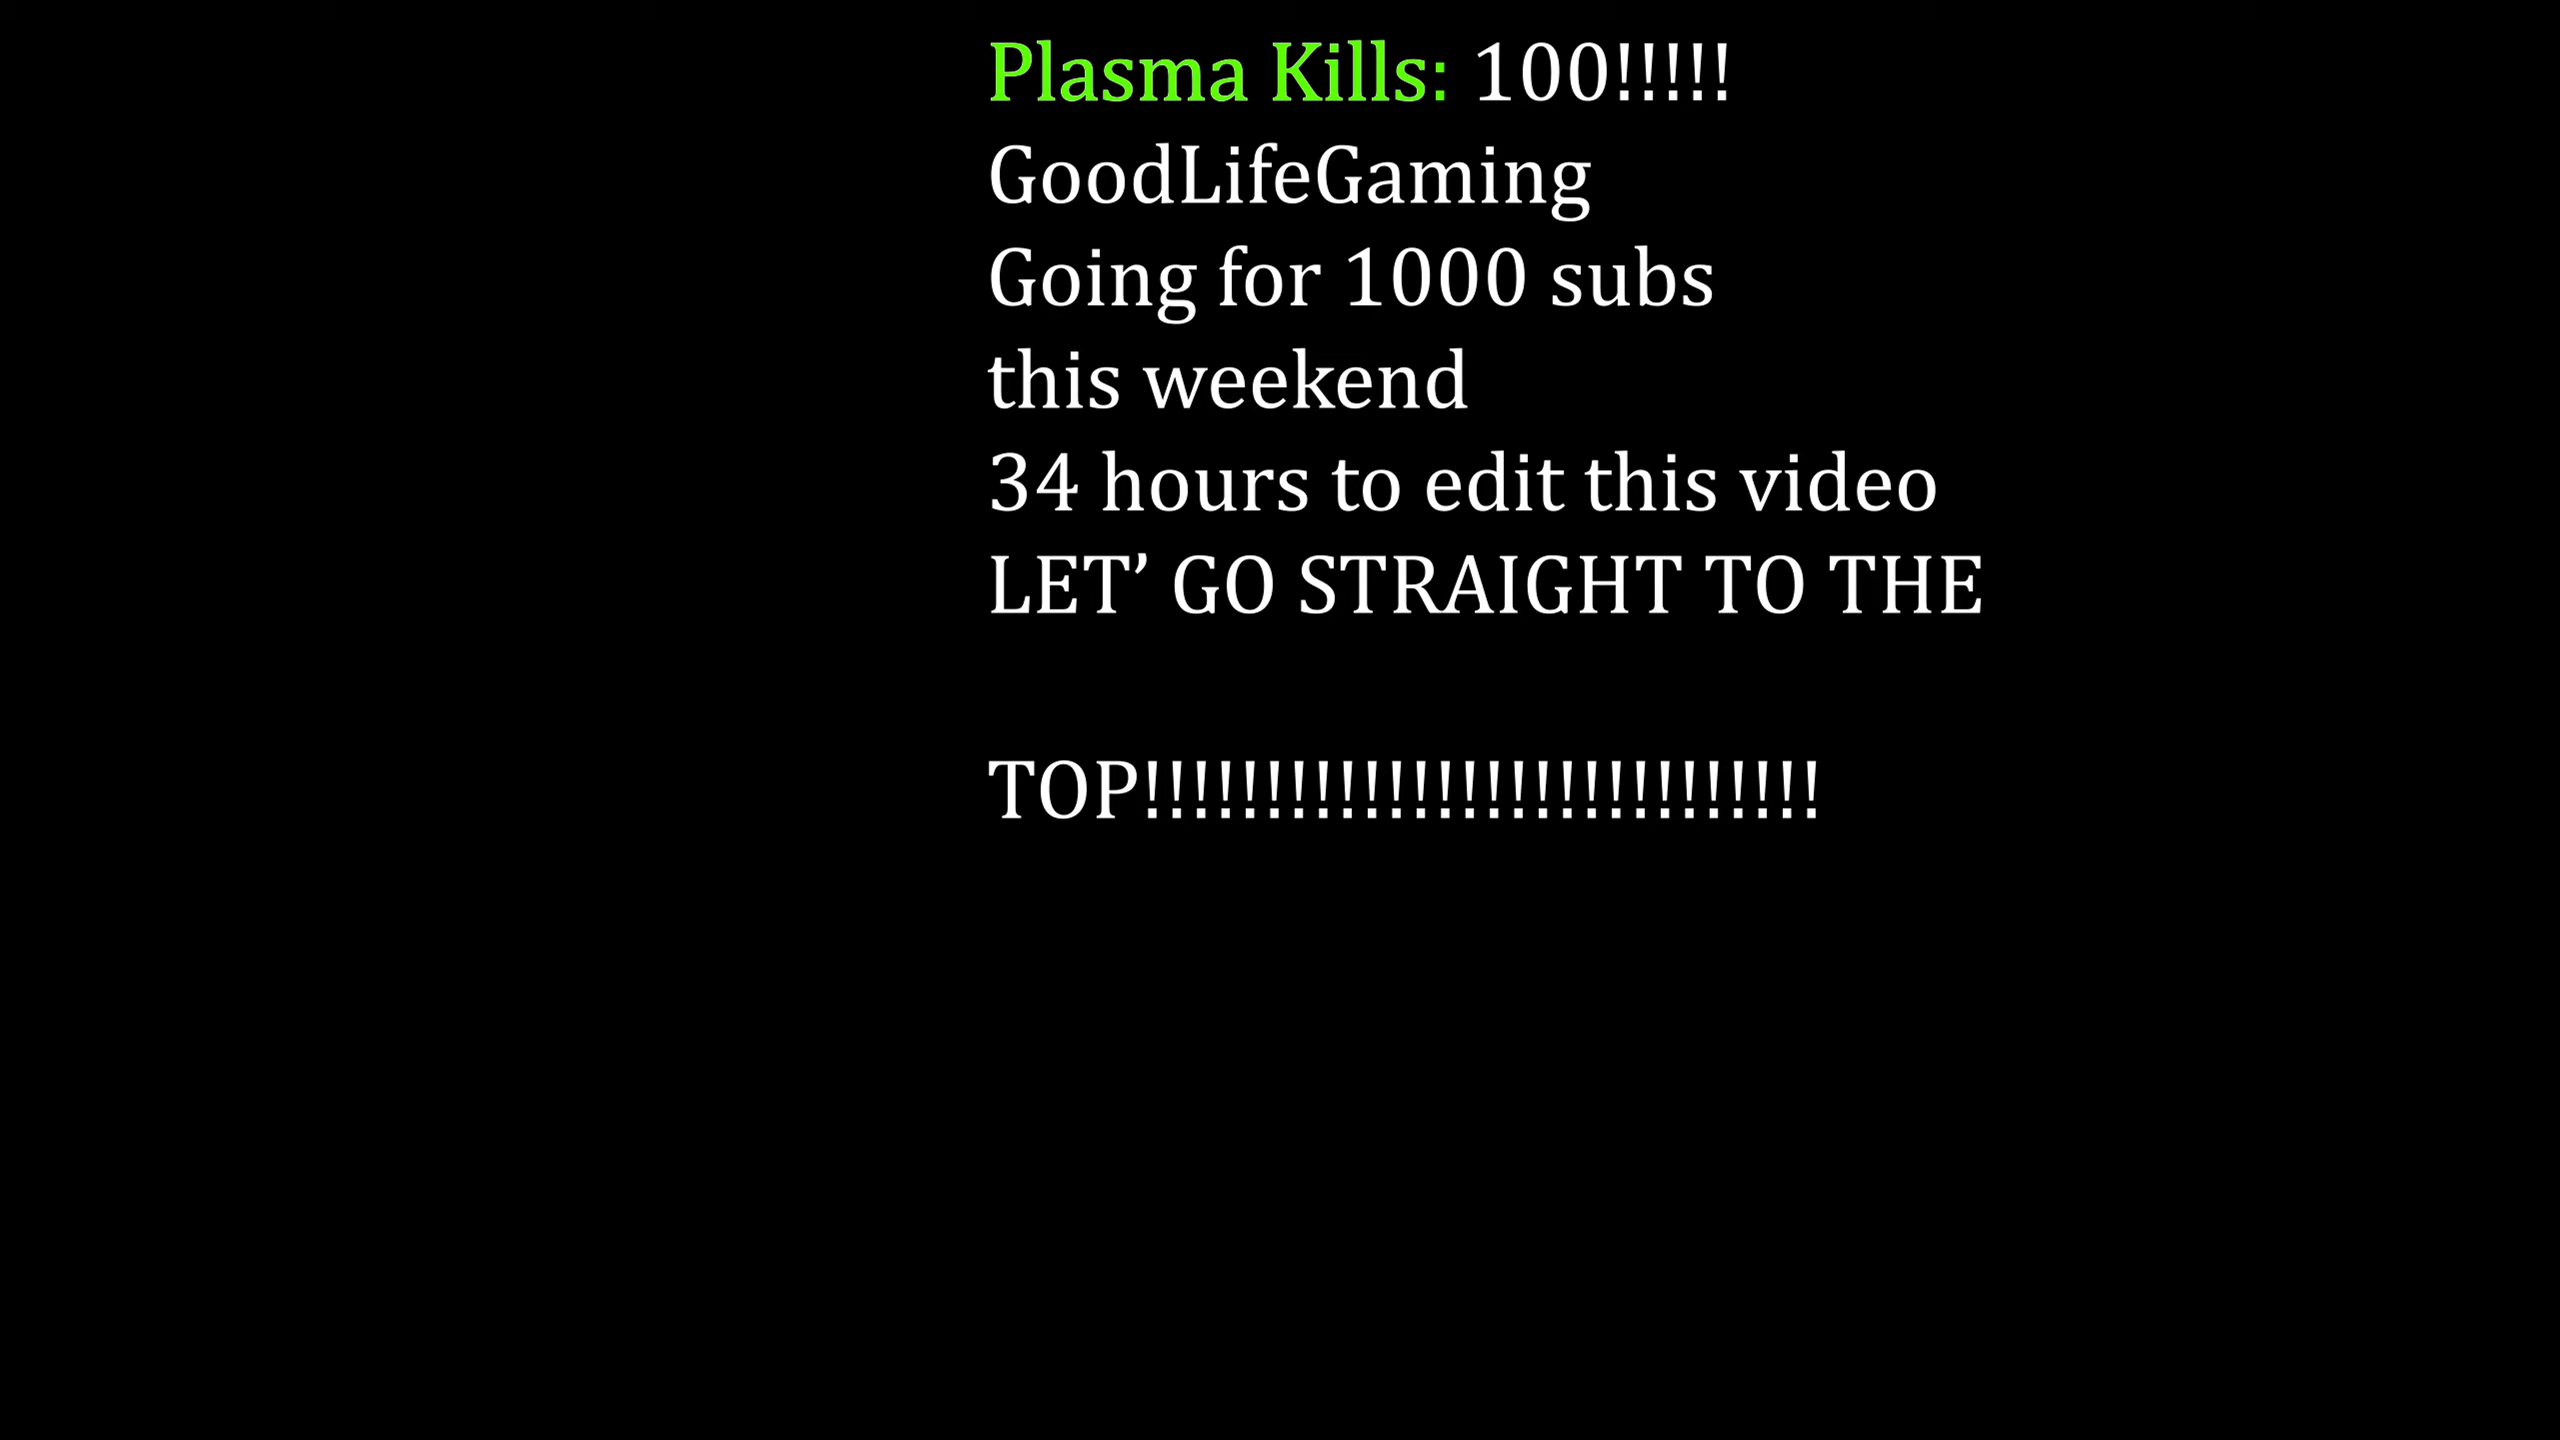 Plasma Kills: 100!!!!!
GoodLifeGaming
Going for 1000 subs
this weekend
34 hours to edit this video
LET’ GO STRAIGHT TO THE
TOP!!!!!!!!!!!!!!!!!!!!!!!!!!!!